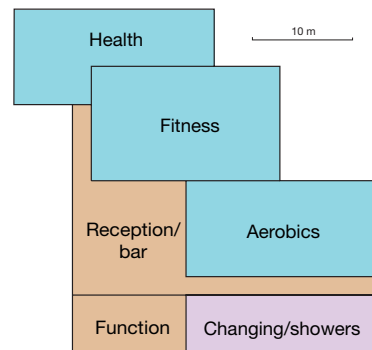 Health
10 m
Fitness
Reception/
bar
Aerobics
Function
Changing/showers